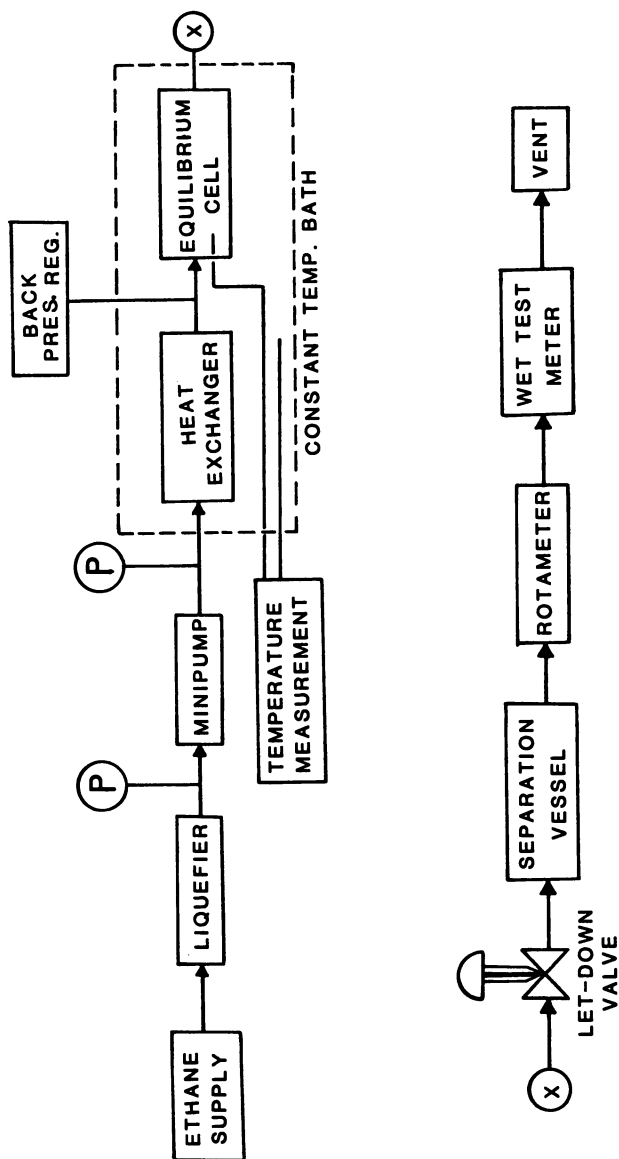 ETHANE
SUPPLY
LIQUEFIER
P
MINIPUMP
P
HEAT
EXCHANGER
BACK
PRES. REG.
EQUILIBRIUM
CELL
X
CONSTANT TEMP. BATH
TEMPERATURE
MEASUREMENT
X
LET-DOWN
VALVE
SEPARATION
VESSEL
ROTAMETER
WET TEST
METER
VENT